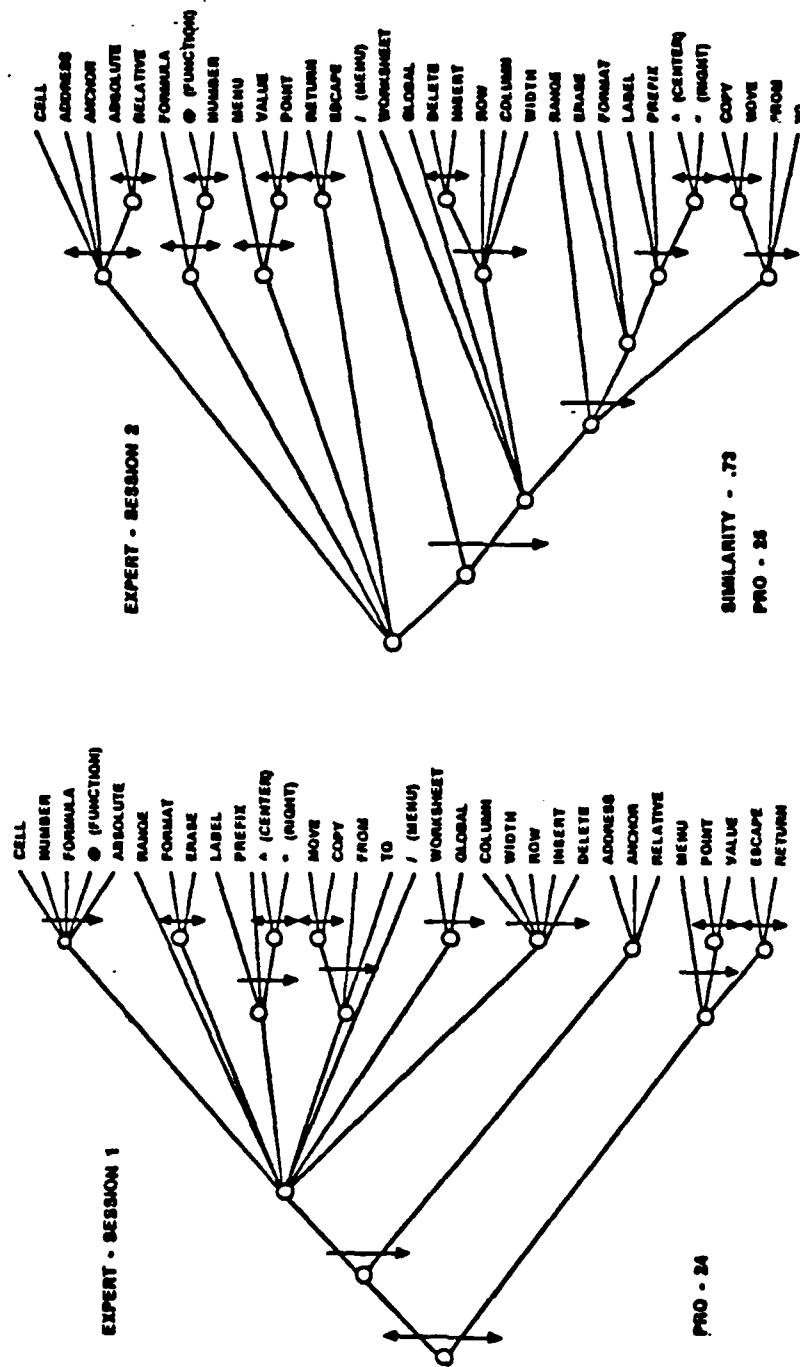 EXPERT - SESSION 1
CELL
NUMBER
FORMULA
@ (FUNCTION)
ABSOLUTE
RANGE
FORMAT
ERASE
LABEL
PREFIX
^ (CENTER)
" (RIGHT)
MOVE
COPY
FROM
TO
/ (MENU)
WORKSHEET
GLOBAL
COLUMN
WIDTH
ROW
INSERT
DELETE
ADDRESS
ANCHOR
RELATIVE
MENU
POINT
VALUE
ESCAPE
RETURN
PRO - 24
EXPERT - SESSION 2
CELL
ADDRESS
ANCHOR
ABSOLUTE
RELATIVE
FORMULA
@ (FUNCTION)
NUMBER
MENU
VALUE
POINT
RETURN
ESCAPE
/ (MENU)
WORKSHEET
GLOBAL
DELETE
INSERT
ROW
COLUMN
WIDTH
RANGE
ERASE
FORMAT
LABEL
PREFIX
^ (CENTER)
" (RIGHT)
COPY
MOVE
FROM
SIMILARITY - .73